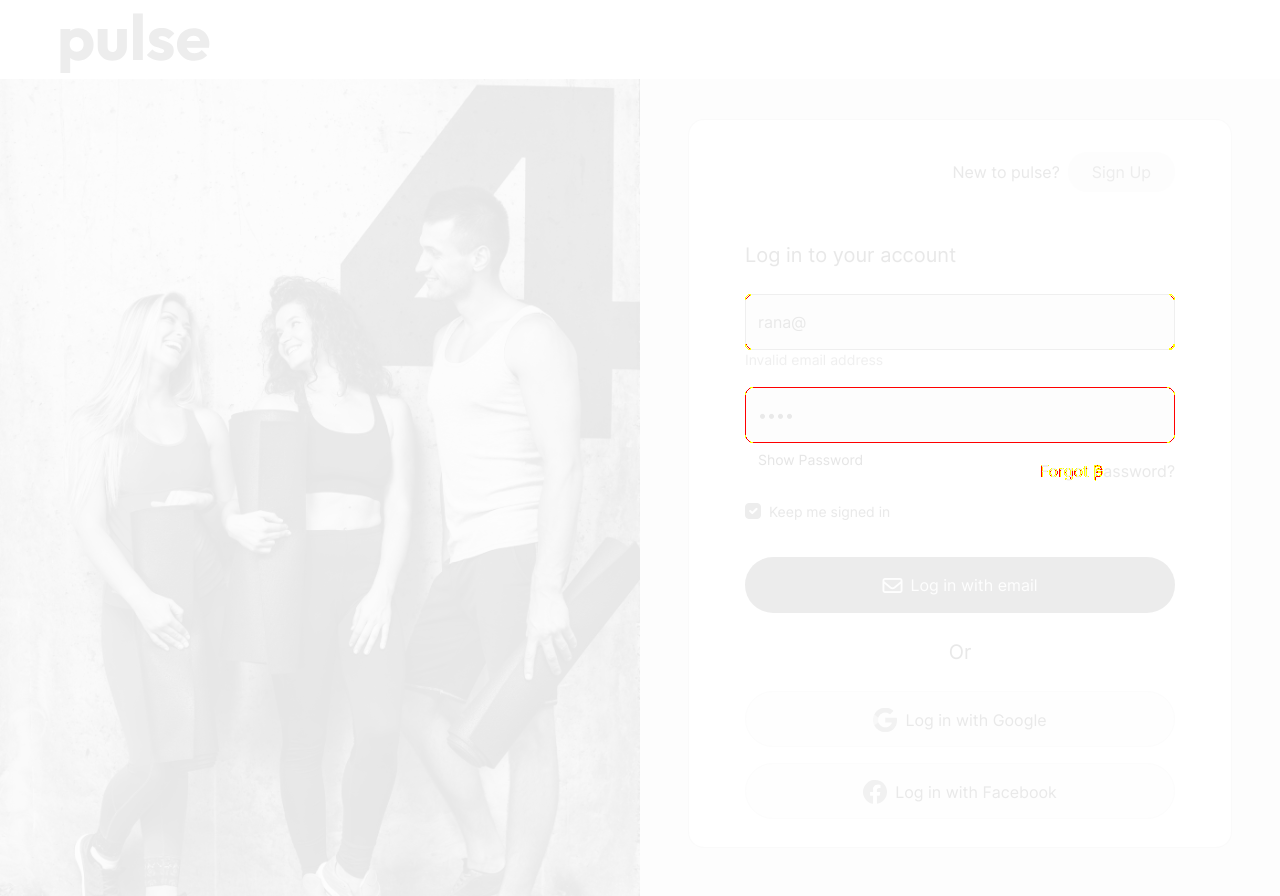 pulse
New to pulse? Sign Up
Log in to your account
rana@
Invalid email address
••••
Show Password
Forgot password?
Keep me signed in
Log in with email
Or
Log in with Google
Log in with Facebook